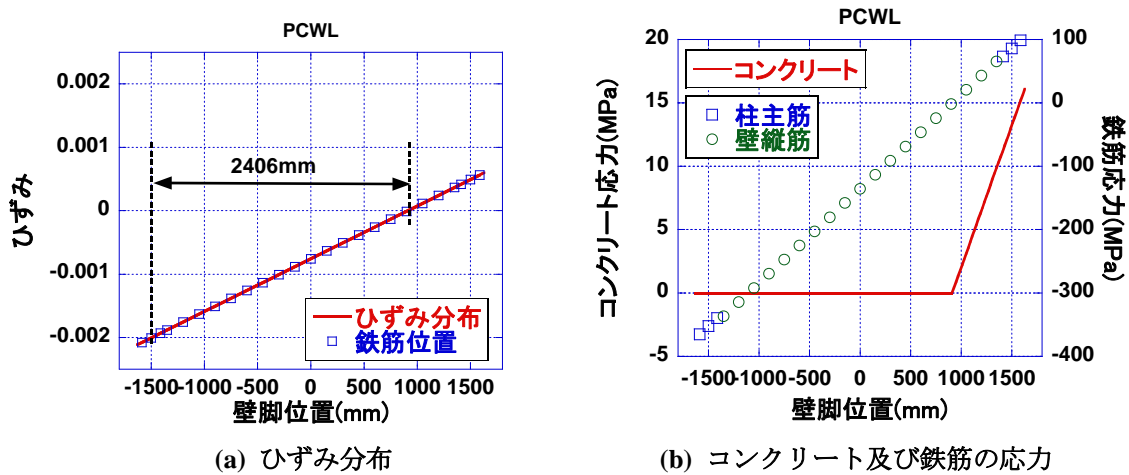 PCWL
ひずみ
0.002
0.001
0
-0.001
-0.002
2406mm
ひずみ分布
鉄筋位置
-1500 -1000 -500 0 500 1000 1500
壁脚位置(mm)
(a) ひずみ分布
PCWL
コンクリート応力(MPa)
20
15
10
5
0
-5
コンクリート
柱主筋
壁縦筋
100
0
-100
-200
-300
-400
鉄筋応力(MPa)
-1500 -1000 -500 0 500 1000 1500
壁脚位置(mm)
(b) コンクリート及び鉄筋の応力